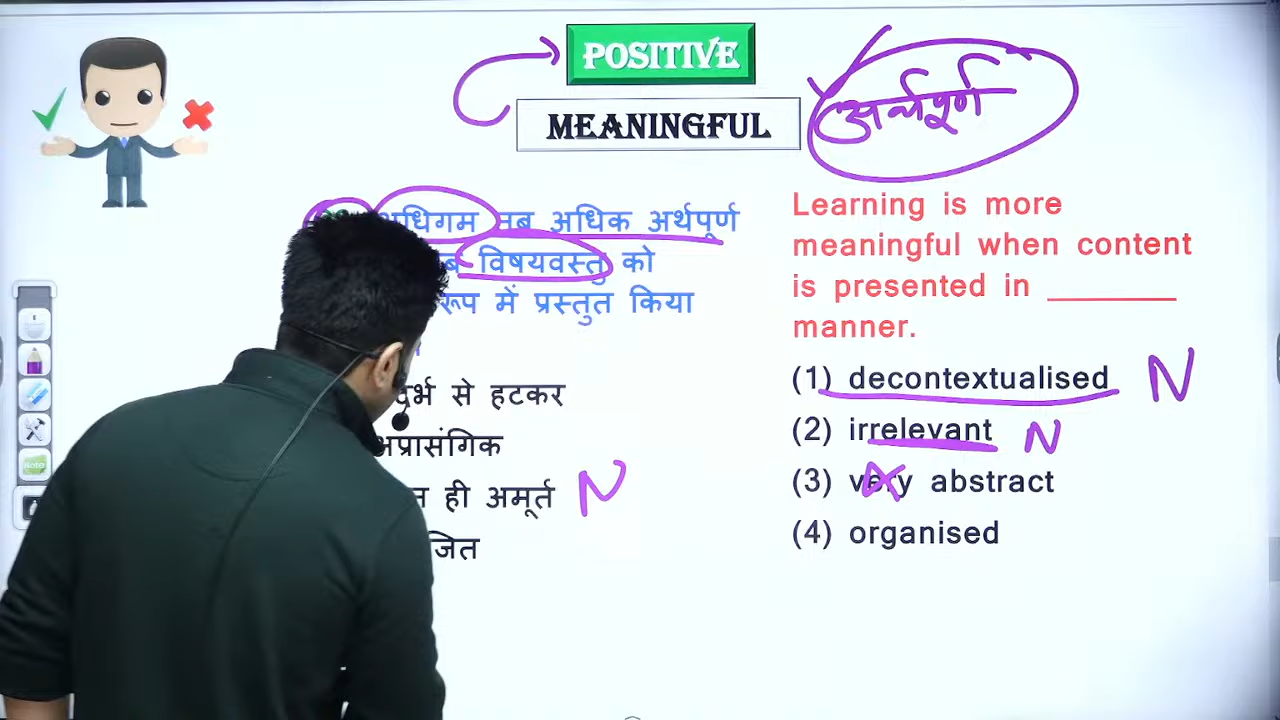 POSITIVE
MEANINGFUL
अर्थपूर्ण
अधिगम तब अधिक अर्थपूर्ण
विषयवस्तु को
रूप में प्रस्तुत किया
से हटकर
अप्रासंगिक
ही अमूर्त N
Learning is more
meaningful when content
is presented in ________
manner.
(1) decontextualised N
(2) irrelevant N
(3) very abstract
(4) organised
Note